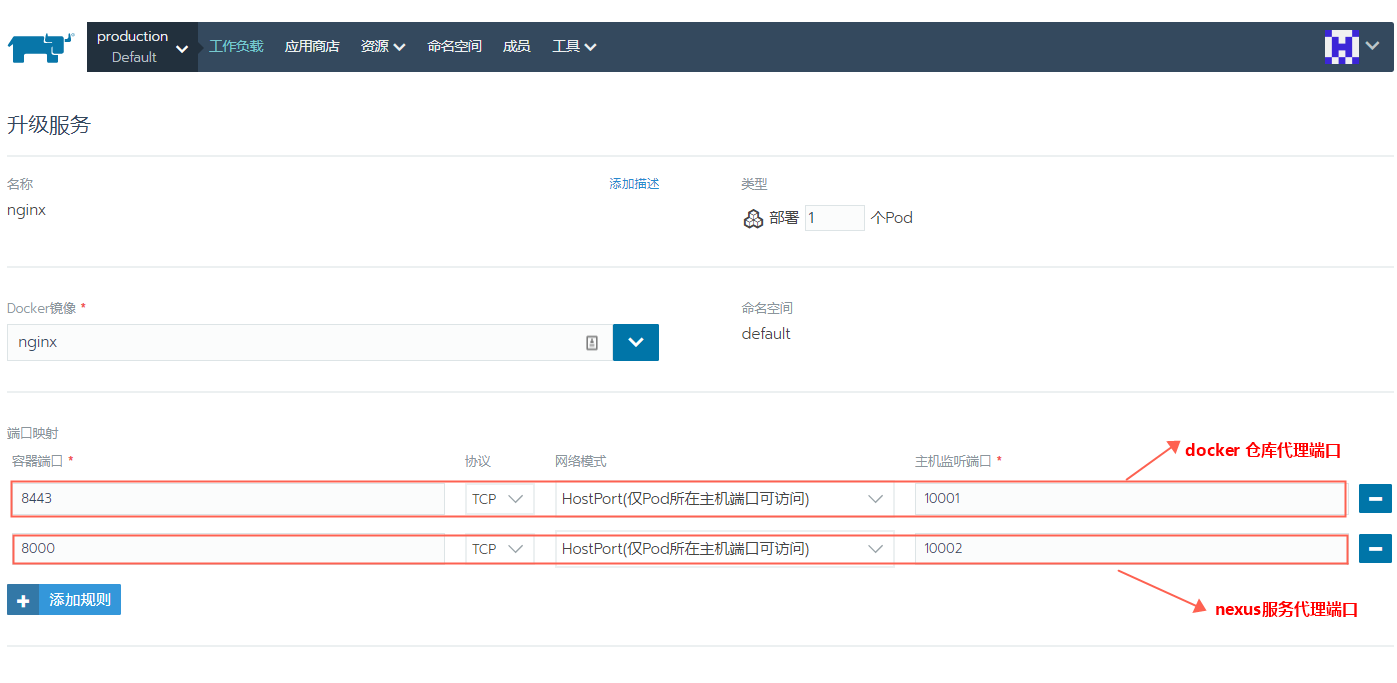 production
Default
工作负载 应用商店 资源 命名空间 成员 工具
升级服务
名称 添加描述 类型
nginx
部署 1 个Pod
Docker镜像 * 命名空间
nginx default
端口映射
容器端口 * 协议 网络模式 主机监听端口 *
docker 仓库代理端口
8443 TCP HostPort(仅Pod所在主机端口可访问) 10001
8000 TCP HostPort(仅Pod所在主机端口可访问) 10002
添加规则
nexus服务代理端口